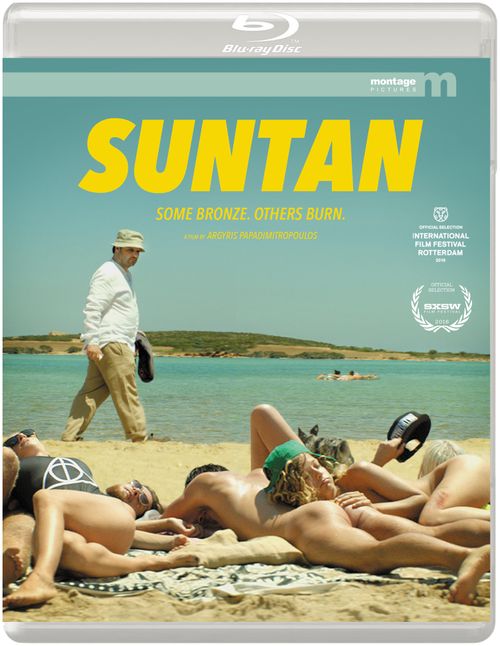 Blu-ray Disc™
montage
PICTURES
m
SUNTAN
SOME BRONZE. OTHERS BURN.
A FILM BY ARGYRIS PAPADIMITROPOULOS
OFFICIAL SELECTION
INTERNATIONAL
FILM FESTIVAL
ROTTERDAM
2016
OFFICIAL
SELECTION
SXSW
FILM FESTIVAL
2016